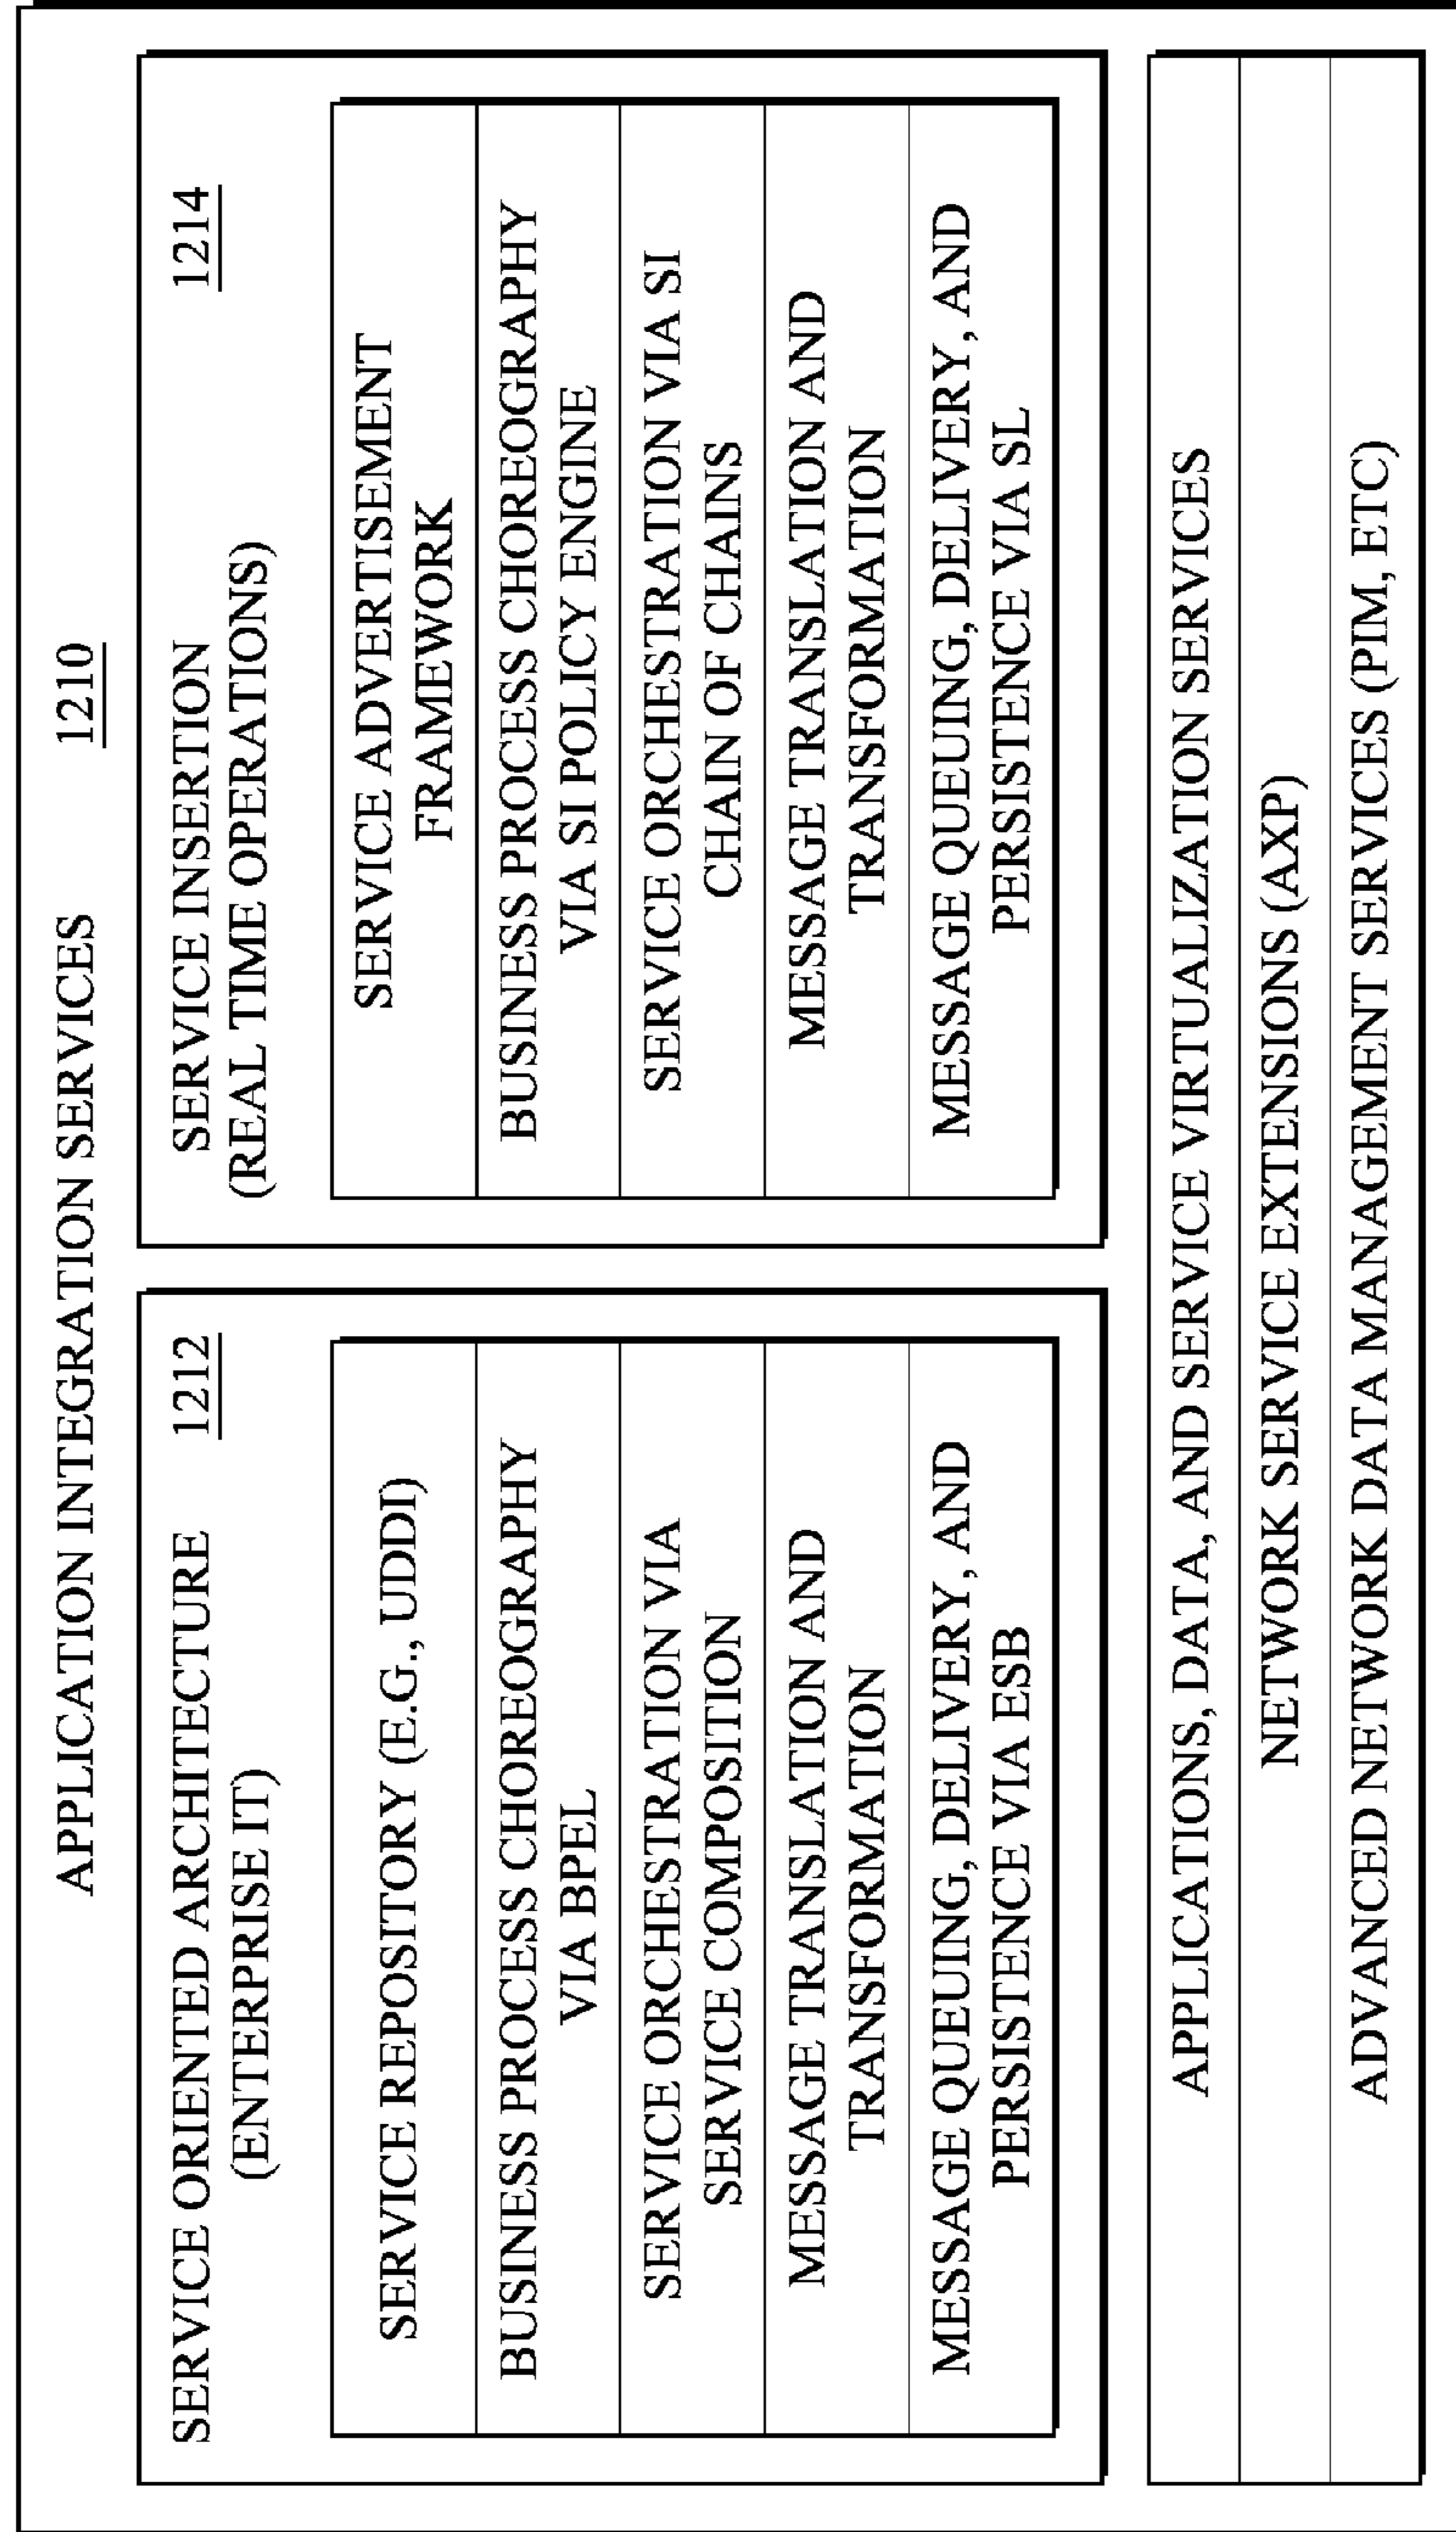 APPLICATION INTEGRATION SERVICES 1210
SERVICE ORIENTED ARCHITECTURE 1212
(ENTERPRISE IT)
SERVICE REPOSITORY (E.G., UDDI)
BUSINESS PROCESS CHOREOGRAPHY
VIA BPEL
SERVICE ORCHESTRATION VIA
SERVICE COMPOSITION
MESSAGE TRANSLATION AND
TRANSFORMATION
MESSAGE QUEUING, DELIVERY, AND
PERSISTENCE VIA ESB
SERVICE INSERTION 1214
(REAL TIME OPERATIONS)
SERVICE ADVERTISEMENT
FRAMEWORK
BUSINESS PROCESS CHOREOGRAPHY
VIA SI POLICY ENGINE
SERVICE ORCHESTRATION VIA SI
CHAIN OF CHAINS
MESSAGE TRANSLATION AND
TRANSFORMATION
MESSAGE QUEUING, DELIVERY, AND
PERSISTENCE VIA SL
APPLICATIONS, DATA, AND SERVICE VIRTUALIZATION SERVICES
NETWORK SERVICE EXTENSIONS (AXP)
ADVANCED NETWORK DATA MANAGEMENT SERVICES (PIM, ETC)